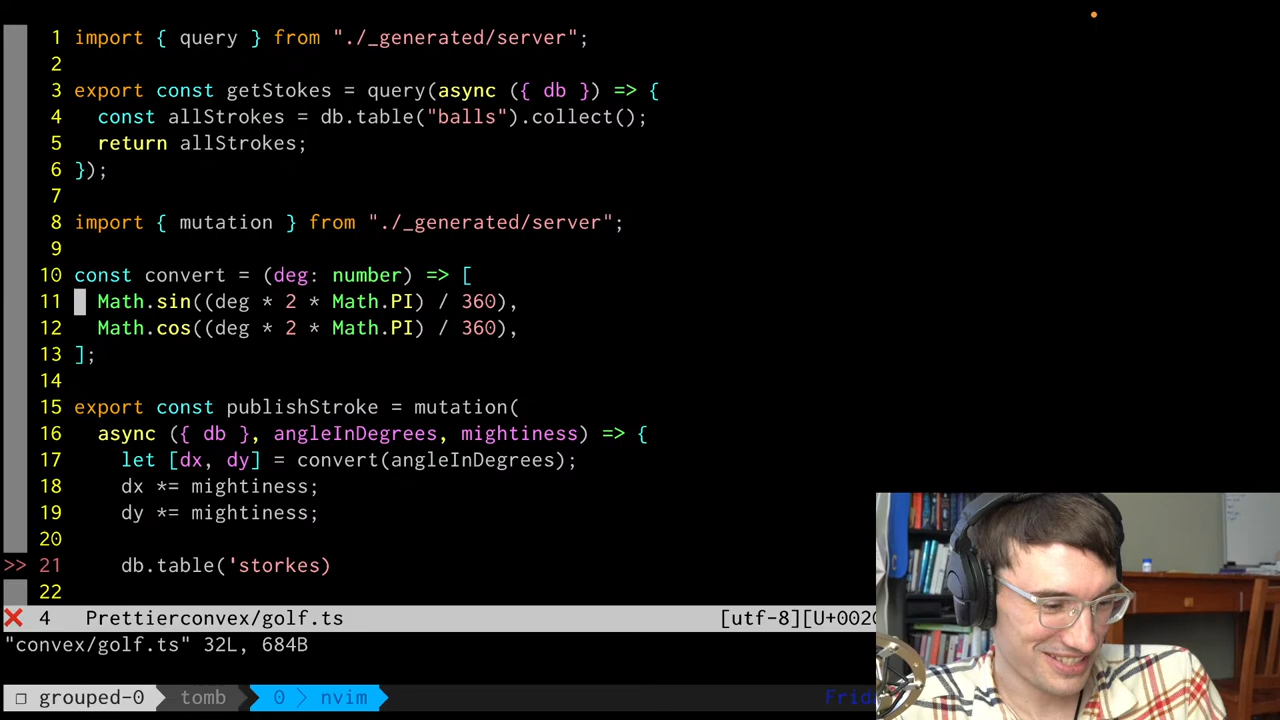 1 import { query } from "./_generated/server";
2
3 export const getStokes = query(async ({ db }) => {
4   const allStrokes = db.table("balls").collect();
5   return allStrokes;
6 });
7
8 import { mutation } from "./_generated/server";
9
10 const convert = (deg: number) => [
11   Math.sin((deg * 2 * Math.PI) / 360),
12   Math.cos((deg * 2 * Math.PI) / 360),
13 ];
14
15 export const publishStroke = mutation(
16   async ({ db }, angleInDegrees, mightiness) => {
17     let [dx, dy] = convert(angleInDegrees);
18     dx *= mightiness;
19     dy *= mightiness;
20
>> 21     db.table('storkes)
22
❌ 4 Prettierconvex/golf.ts [utf-8][U+0020
"convex/golf.ts" 32L, 684B
❐ grouped-0 tomb 0 nvim